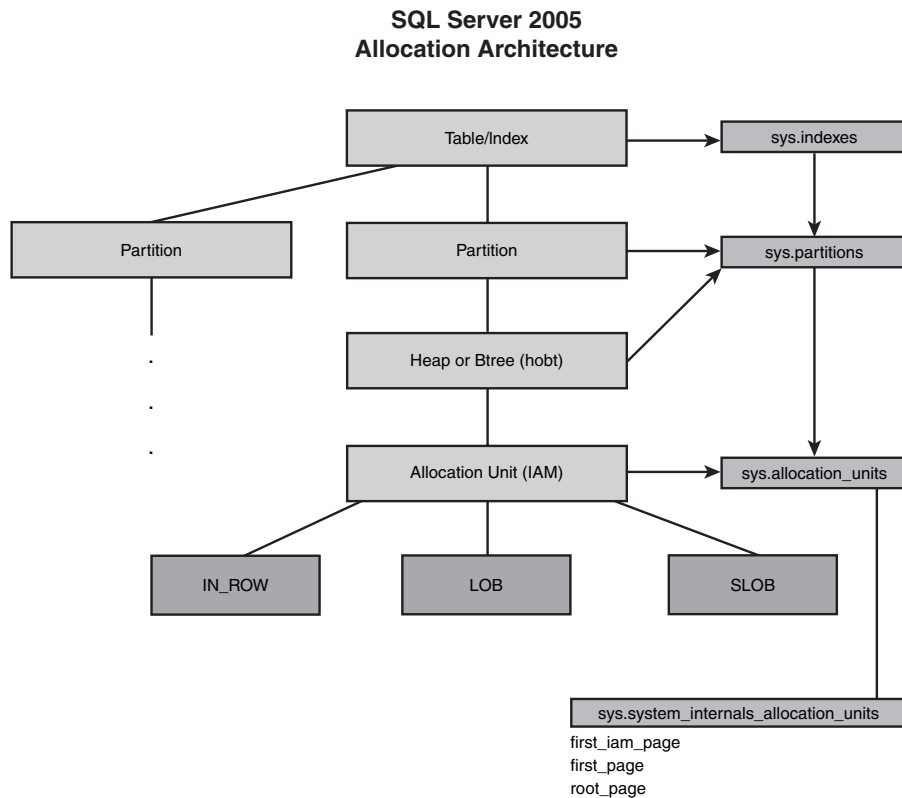 SQL Server 2005
Allocation Architecture
Table/Index
sys.indexes
Partition
Partition
sys.partitions
Heap or Btree (hobt)
Allocation Unit (IAM)
sys.allocation_units
IN_ROW
LOB
SLOB
sys.system_internals_allocation_units
first_iam_page
first_page
root_page